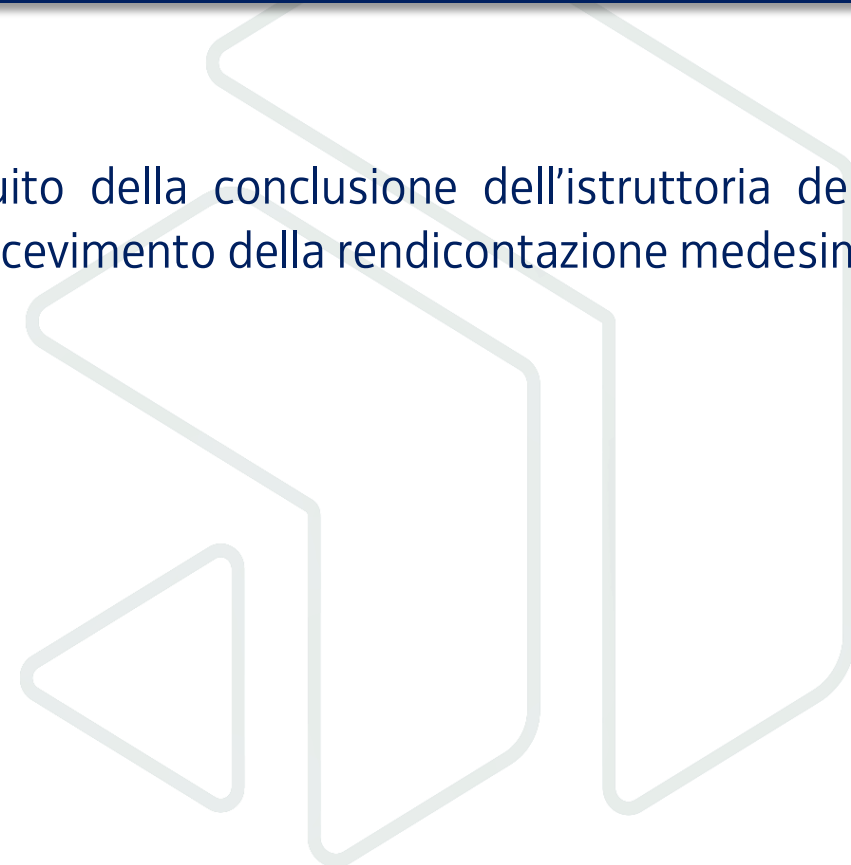 uito della conclusione dell’istruttoria de
cevimento della rendicontazione medesin